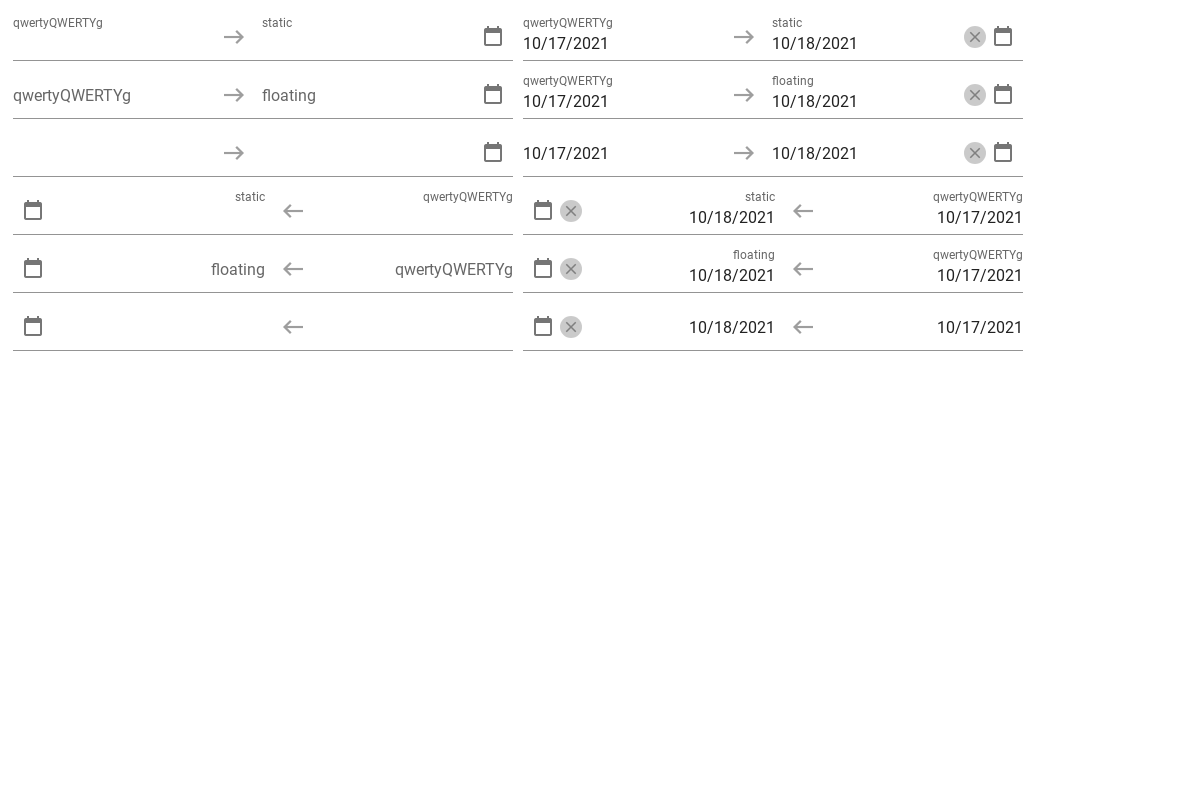 qwertyQWERTYg static qwertyQWERTYg static
10/17/2021 10/18/2021
qwertyQWERTYg floating qwertyQWERTYg floating
10/17/2021 10/18/2021
10/17/2021 10/18/2021
static qwertyQWERTYg static qwertyQWERTYg
10/18/2021 10/17/2021
floating qwertyQWERTYg floating qwertyQWERTYg
10/18/2021 10/17/2021
10/18/2021 10/17/2021